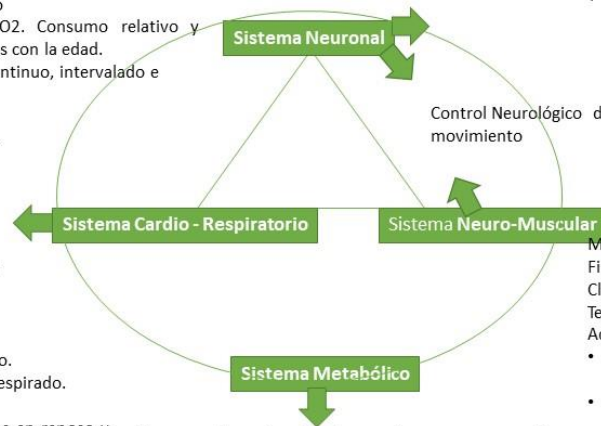 O2. Consumo relativo y
s con la edad.
ntinuo, intervalado e
Sistema Neuronal
Control Neurológico d
movimiento
Sistema Cardio - Respiratorio
Sistema Neuro-Muscular
M
Fi
Cl
Te
Ac
•
•
o.
espirado.
Sistema Metabólico